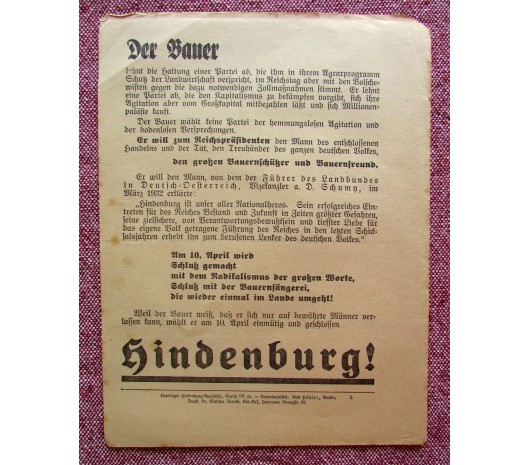 Der Bauer
lehnt die Haltung einer Partei ab, die ihm in ihrem Agrarprogramm
Schutz der Landwirtschaft verspricht, im Reichstag aber mit den Bolsche-
wisten gegen die dazu notwendigen Zollmaßnahmen stimmt. Er lehnt
eine Partei ab, die den Kapitalismus zu bekämpfen vorgibt, sich ihre
Agitation aber vom Großkapital mitbezahlen läßt und sich Millionen-
paläste kauft.
Der Bauer wählt keine Partei der hemmungslosen Agitation und
der bodenlosen Versprechungen.
Er will zum Reichspräsidenten den Mann des entschlossenen
Handelns und der Tat, den Treuhänder des ganzen deutschen Volkes,
den großen Bauernschützer und Bauernfreund.
Er will den Mann, von dem der Führer des Landbundes
in Deutsch-Oesterreich, Vizekanzler a. D. Schumy, im
März 1932 erklärte:
„Hindenburg ist unser aller Nationalheros. Sein erfolgreiches Ein-
treten für des Reiches Bestand und Zukunft in Zeiten größter Gefahren,
seine zielsichere, von Verantwortungsbewußtsein und tiefster Liebe für
das eigene Volk getragene Führung des Reiches in den letzten Schick-
salsjahren erhebt ihn zum berufenen Lenker des deutschen Volkes."
Am 10. April wird
Schluß gemacht
mit dem Radikalismus der großen Worte,
Schluß mit der Bauernfängerei,
die wieder einmal im Lande umgeht!
Weil der Bauer weiß, daß er sich nur auf bewährte Männer ver-
lassen kann, wählt er am 10. April einmütig und geschlossen
Hindenburg!
Berlin
Druck: Hannover